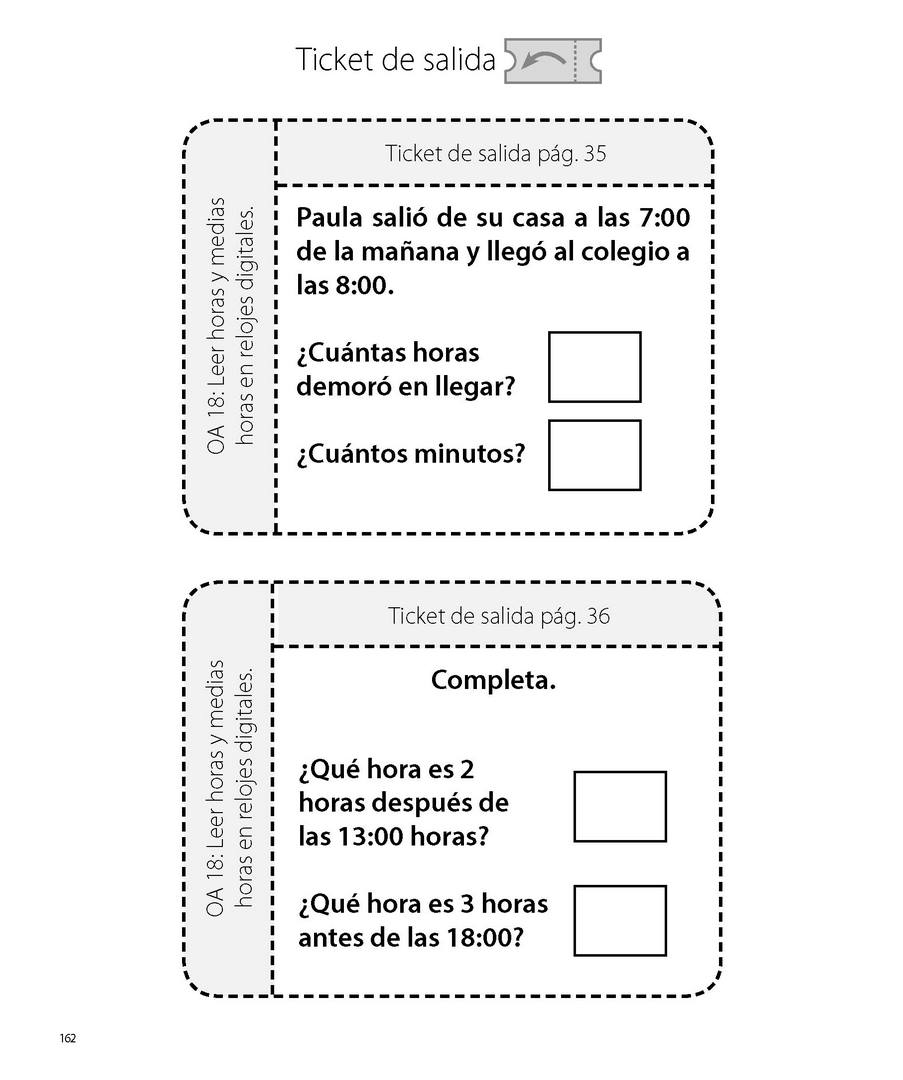 Ticket de salida
Ticket de salida pág. 35
OA 18: Leer horas y medias
horas en relojes digitales.
Paula salió de su casa a las 7:00
de la mañana y llegó al colegio a
las 8:00.
¿Cuántas horas
demoró en llegar?
¿Cuántos minutos?
Ticket de salida pág. 36
OA 18: Leer horas y medias
horas en relojes digitales.
Completa.
¿Qué hora es 2
horas después de
las 13:00 horas?
¿Qué hora es 3 horas
antes de las 18:00?
162